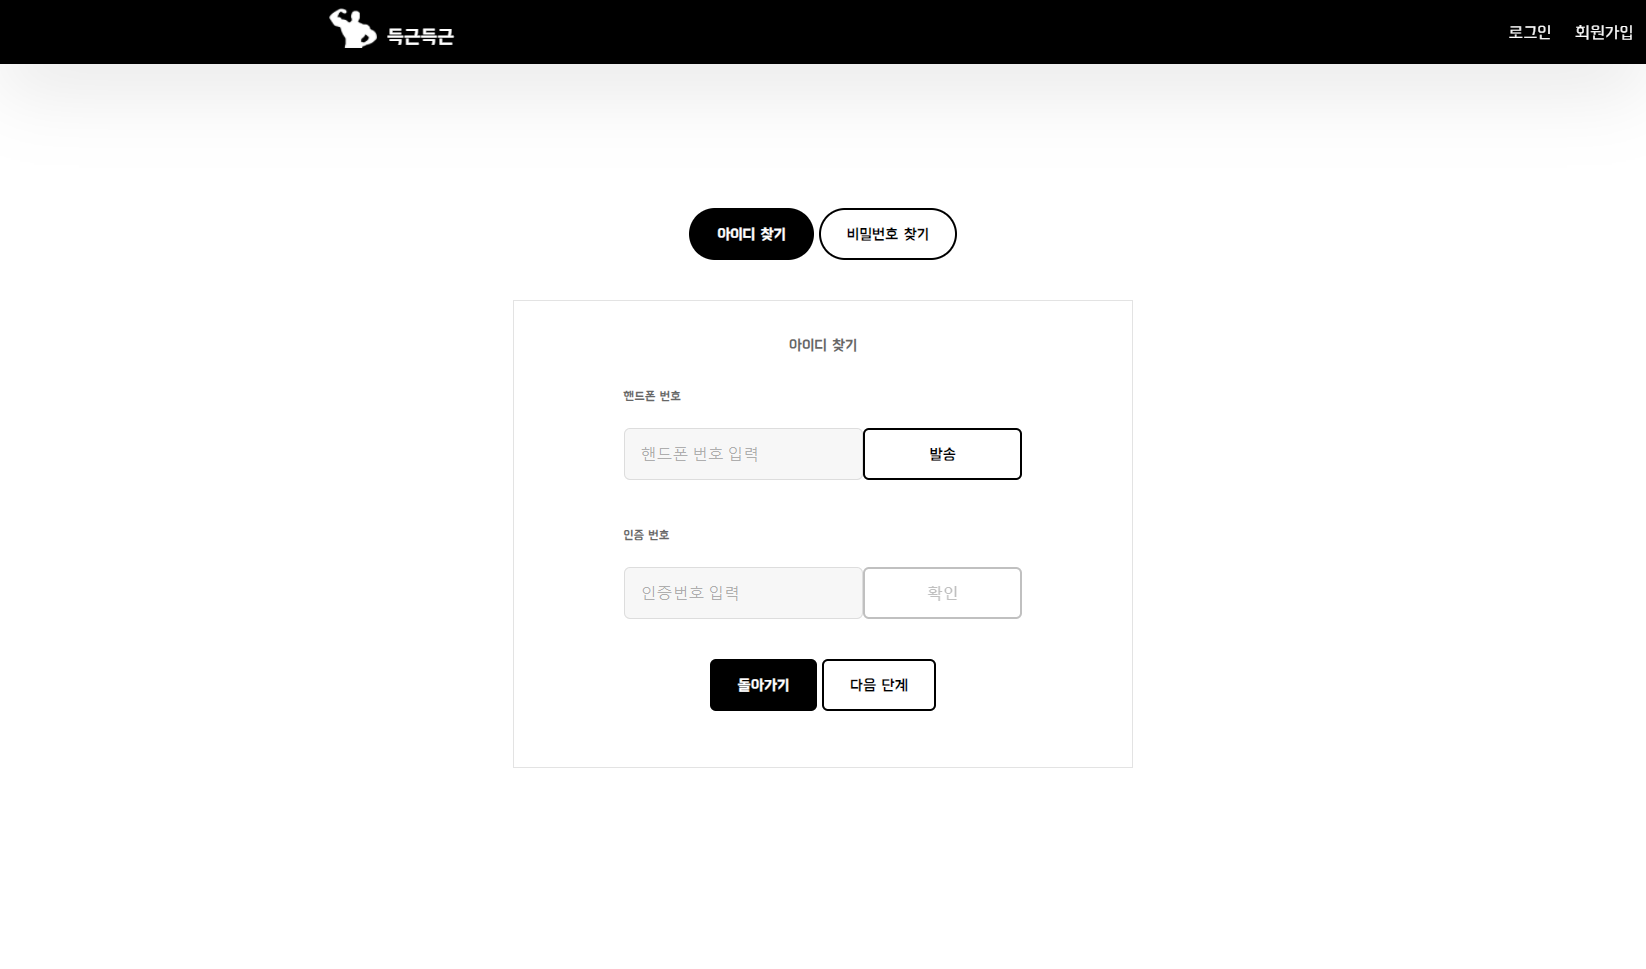 득근득근
로그인 회원가입
아이디 찾기 비밀번호 찾기
아이디 찾기
핸드폰 번호
핸드폰 번호 입력 발송
인증 번호
인증번호 입력 확인
돌아가기 다음 단계